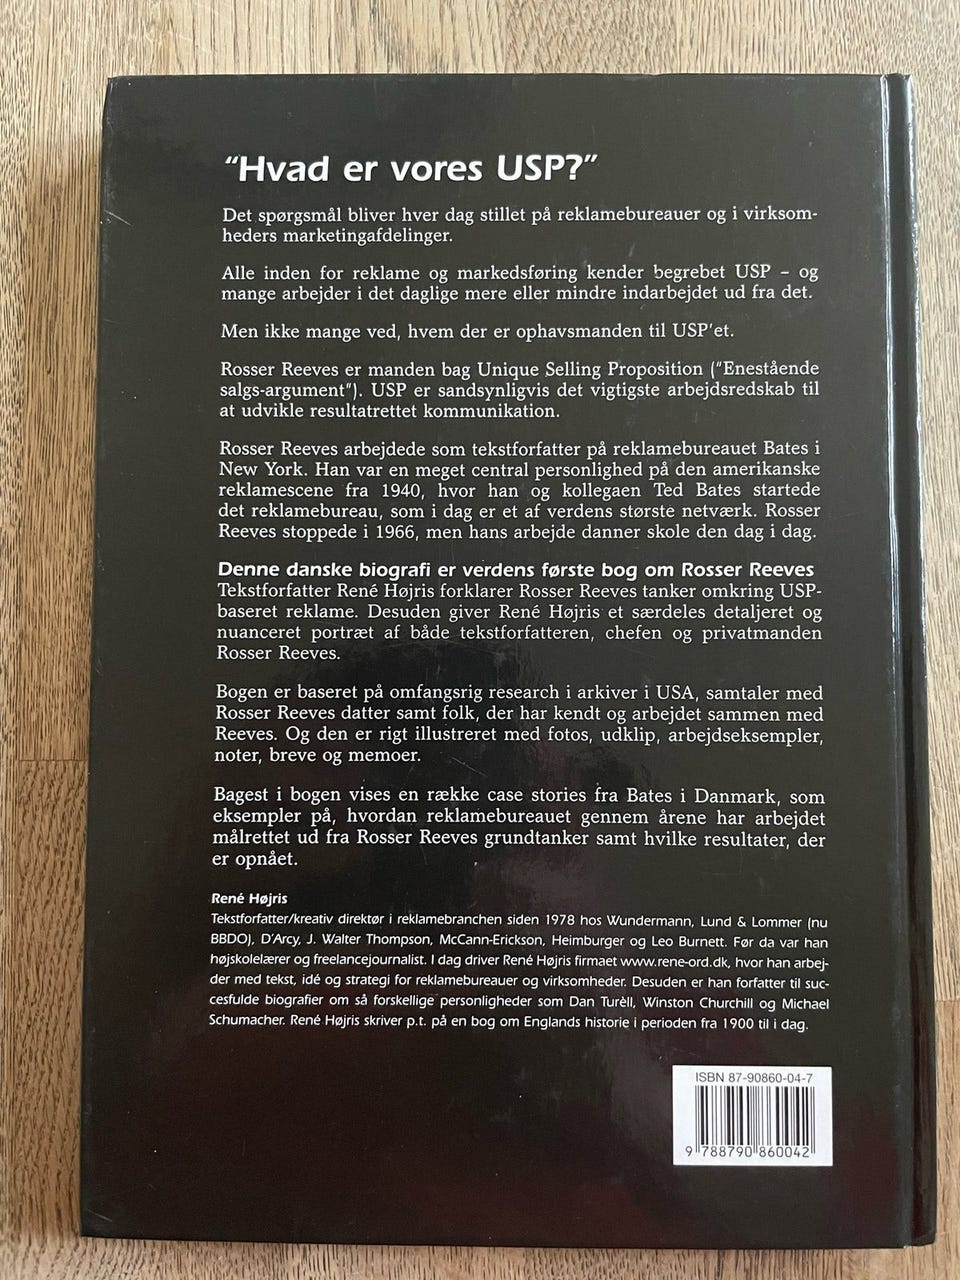 “Hvad er vores USP?”
Det spørgsmål bliver hver dag stillet på reklamebureauer og i virksom-
heders marketingafdelinger.
Alle inden for reklame og markedsføring kender begrebet USP – og
mange arbejder i det daglige mere eller mindre indarbejdet ud fra det.
Men ikke mange ved, hvem der er ophavsmanden til USP’et.
Rosser Reeves er manden bag Unique Selling Proposition (“Enestående
salgs-argument”). USP er sandsynligvis det vigtigste arbejdsredskab til
at udvikle resultatrettet kommunikation.
Rosser Reeves arbejdede som tekstforfatter på reklamebureauet Bates i
New York. Han var en meget central personlighed på den amerikanske
reklamescene fra 1940, hvor han og kollegaen Ted Bates startede
det reklamebureau, som i dag er et af verdens største netværk. Rosser
Reeves stoppede i 1966, men hans arbejde danner skole den dag i dag.
Denne danske biografi er verdens første bog om Rosser Reeves
Tekstforfatter René Højris forklarer Rosser Reeves tanker omkring USP-
baseret reklame. Desuden giver René Højris et særdeles detaljeret og
nuanceret portræt af både tekstforfatteren, chefen og privatmanden
Rosser Reeves.
Bogen er baseret på omfangsrig research i arkiver i USA, samtaler med
Rosser Reeves datter samt folk, der har kendt og arbejdet sammen med
Reeves. Og den er rigt illustreret med fotos, udklip, arbejdseksempler,
noter, breve og memoer.
Bagest i bogen vises en række case stories fra Bates i Danmark, som
eksempler på, hvordan reklamebureauet gennem årene har arbejdet
målrettet ud fra Rosser Reeves grundtanker samt hvilke resultater, der
er opnået.
René Højris
Tekstforfatter/kreativ direktør i reklamebranchen siden 1978 hos Wundermann, Lund & Lommer (nu
BBDO), D’Arcy, J. Walter Thompson, McCann-Erickson, Heimburger og Leo Burnett. Før da var han
højskolelærer og freelancejournalist. I dag driver René Højris firmaet www.rene-ord.dk, hvor han arbej-
der med tekst, idé og strategi for reklamebureauer og virksomheder. Desuden er han forfatter til suc-
cesfulde biografier om så forskellige personligheder som Dan Turèll, Winston Churchill og Michael
Schumacher. René Højris skriver p.t. på en bog om Englands historie i perioden fra 1900 til i dag.
ISBN 87-90860-04-7
9 788790 860042